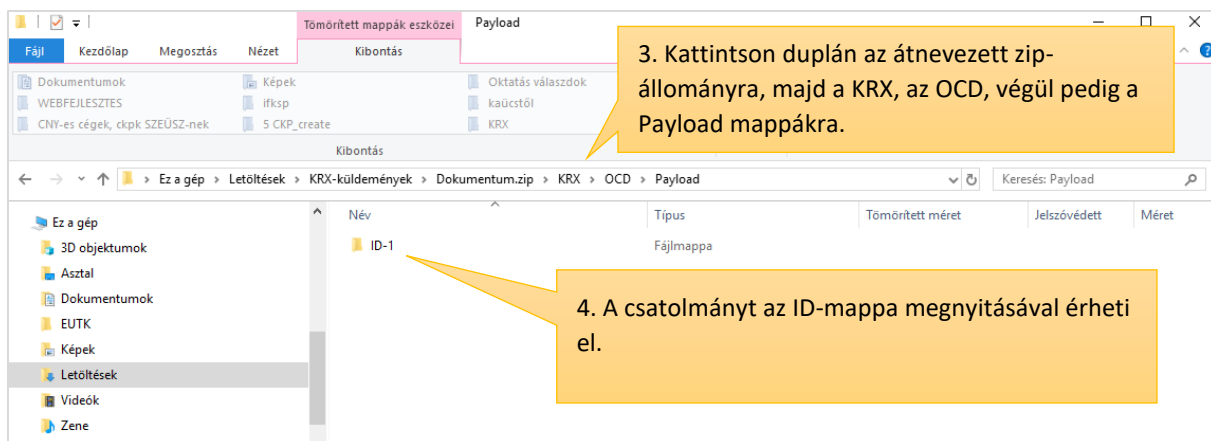 Tömörített mappák eszközei
Payload
Fájl
Kezdőlap
Megosztás
Nézet
Kibontás
Dokumentumok
Képek
Oktatás válaszdok
WEBFEJLESZTES
ifksp
kaücstől
CNY-es cégek, ckpk SZEÜSZ-nek
5 CKP_create
KRX
Kibontás
3. Kattintson duplán az átnevezett zip-
állományra, majd a KRX, az OCD, végül pedig a
Payload mappákra.
Ez a gép > Letöltések > KRX-küldemények > Dokumentum.zip > KRX > OCD > Payload
Keresés: Payload
Név
Típus
Tömörített méret
Jelszóvédett
Méret
Ez a gép
3D objektumok
Asztal
Dokumentumok
EUTK
Képek
Letöltések
Videók
Zene
ID-1
Fájlmappa
4. A csatolmányt az ID-mappa megnyitásával érheti
el.